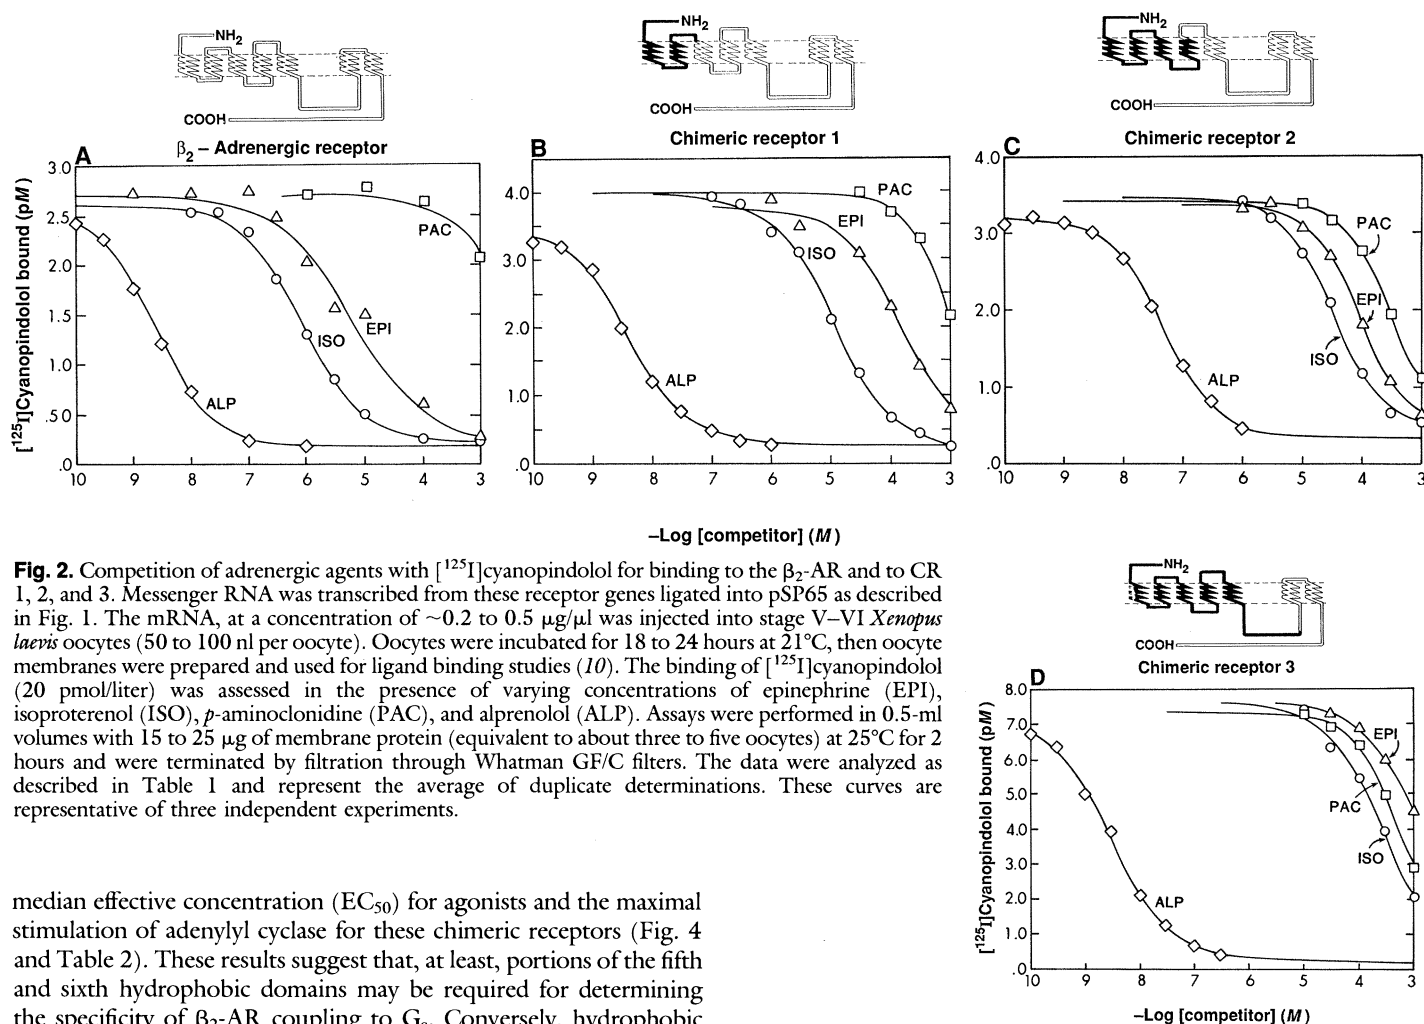 NH2
COOH
β2 – Adrenergic receptor
NH2
COOH
Chimeric receptor 1
NH2
COOH
Chimeric receptor 2
A
[125I]Cyanopindolol bound (pM)
3.0
2.5
2.0
1.5
1.0
.50
.0
PAC
EPI
ISO
ALP
10 9 8 7 6 5 4 3
B
4.0
3.0
2.0
1.0
.0
PAC
EPI
ISO
ALP
10 9 8 7 6 5 4 3
C
4.0
3.0
2.0
1.0
.0
PAC
EPI
ISO
ALP
10 9 8 7 6 5 4 3
–Log [competitor] (M)
Fig. 2. Competition of adrenergic agents with [125I]cyanopindolol for binding to the β2-AR and to CR
1, 2, and 3. Messenger RNA was transcribed from these receptor genes ligated into pSP65 as described
in Fig. 1. The mRNA, at a concentration of ~0.2 to 0.5 μg/μl was injected into stage V–VI Xenopus
laevis oocytes (50 to 100 nl per oocyte). Oocytes were incubated for 18 to 24 hours at 21°C, then oocyte
membranes were prepared and used for ligand binding studies (10). The binding of [125I]cyanopindolol
(20 pmol/liter) was assessed in the presence of varying concentrations of epinephrine (EPI),
isoproterenol (ISO), p-aminoclonidine (PAC), and alprenolol (ALP). Assays were performed in 0.5-ml
volumes with 15 to 25 μg of membrane protein (equivalent to about three to five oocytes) at 25°C for 2
hours and were terminated by filtration through Whatman GF/C filters. The data were analyzed as
described in Table 1 and represent the average of duplicate determinations. These curves are
representative of three independent experiments.
NH2
COOH
Chimeric receptor 3
D
[125I]Cyanopindolol bound (pM)
8.0
7.0
6.0
5.0
4.0
3.0
2.0
1.0
.0
EPI
PAC
ISO
ALP
10 9 8 7 6 5 4 3
–Log [competitor] (M)
median effective concentration (EC50) for agonists and the maximal
stimulation of adenylyl cyclase for these chimeric receptors (Fig. 4
and Table 2). These results suggest that, at least, portions of the fifth
and sixth hydrophobic domains may be required for determining
the specificity of β2-AR coupling to Gs. Conversely, hydrophobic